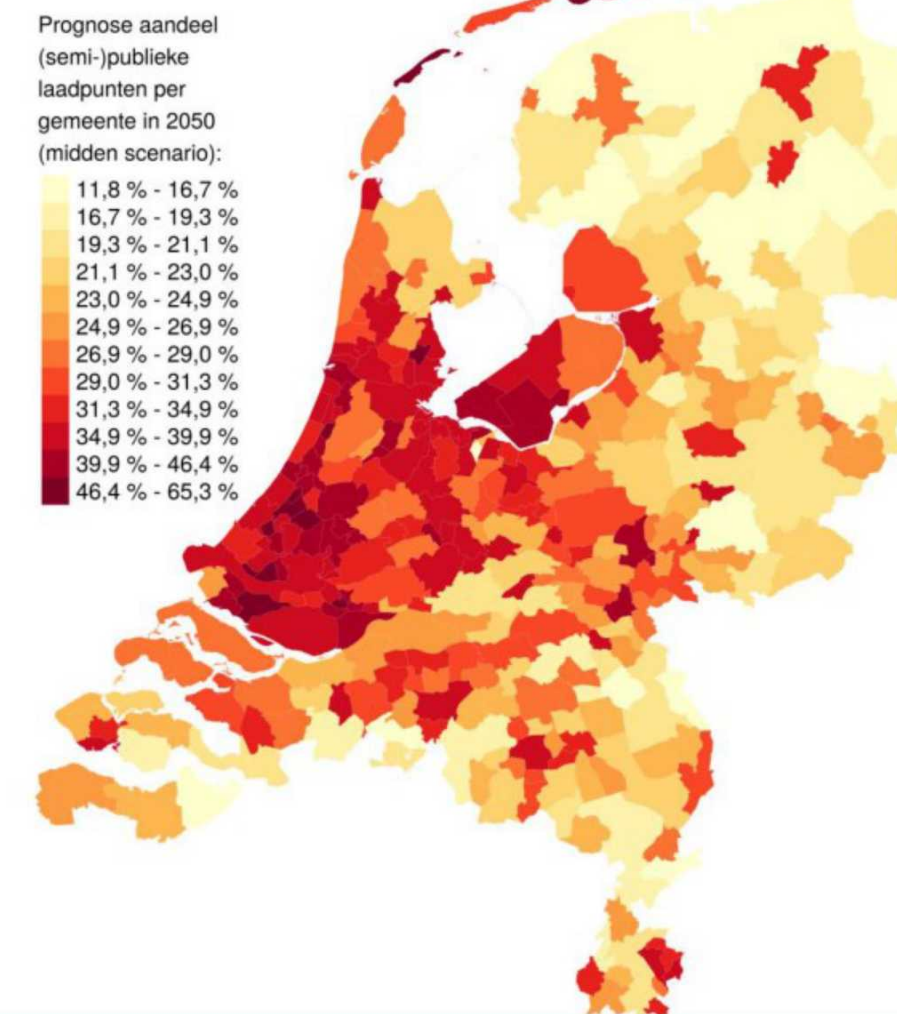 Prognose aandeel
(semi-)publieke
laadpunten per
gemeente in 2050
(midden scenario):
11,8 % - 16,7 %
16,7 % - 19,3 %
19,3 % - 21,1 %
21,1 % - 23,0 %
23,0 % - 24,9 %
24,9 % - 26,9 %
26,9 % - 29,0 %
29,0 % - 31,3 %
31,3 % - 34,9 %
34,9 % - 39,9 %
39,9 % - 46,4 %
46,4 % - 65,3 %